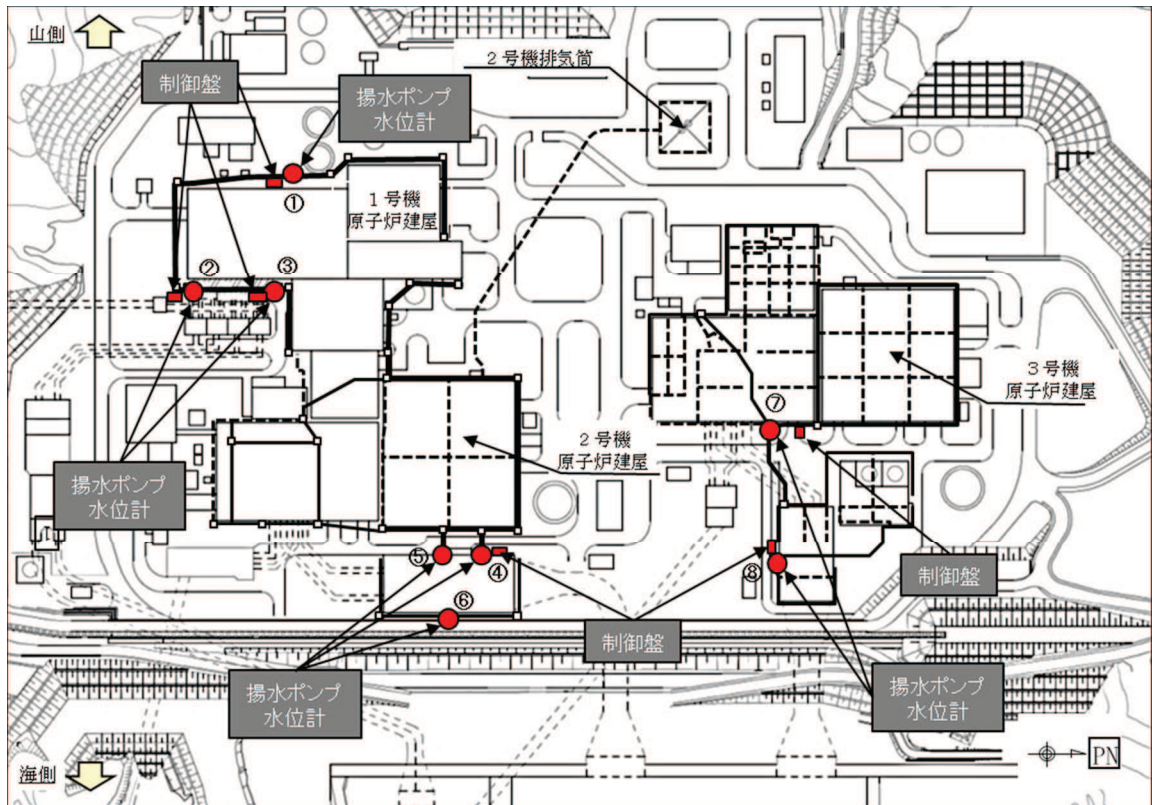 山側
2号機排気筒
制御盤
揚水ポンプ
水位計
①
1号機
原子炉建屋
②
③
3号機
原子炉建屋
⑦
2号機
原子炉建屋
揚水ポンプ
水位計
⑤
④
⑧
制御盤
⑥
制御盤
揚水ポンプ
水位計
揚水ポンプ
水位計
海側
PN